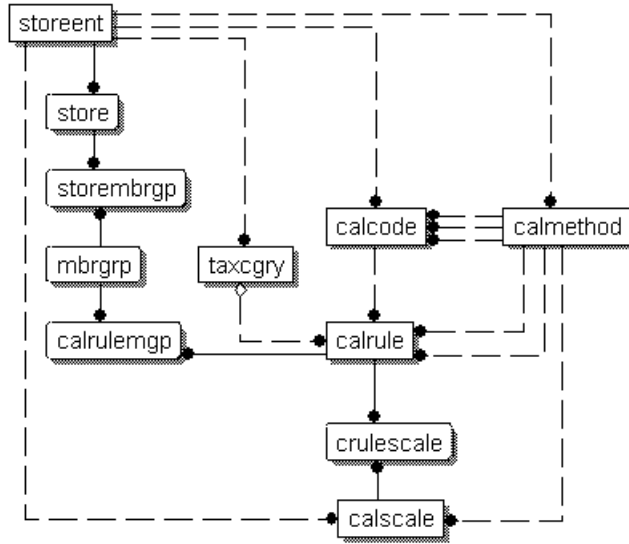 storeent
store
storembrgp
calcode
calmethod
mbrgrp
taxcgry
calrulemgp
calrule
crulescale
calscale